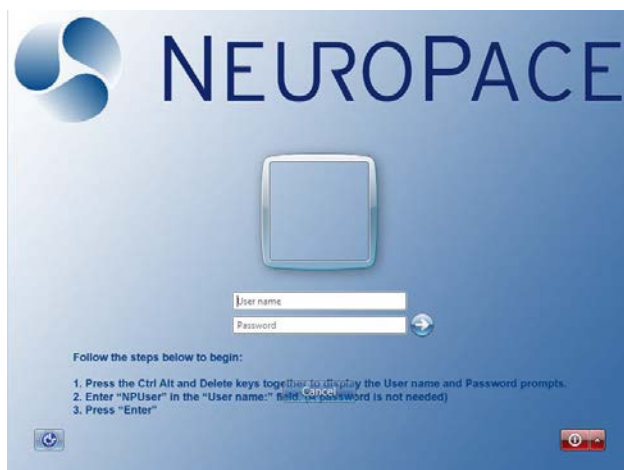 NEUROPACE
User name
Password
Follow the steps below to begin:
1. Press the Ctrl Alt and Delete keys together to display the User name and Password prompts.
Cancel
2. Enter “NPUser” in the “User name:” field. password is not needed)
3. Press “Enter”